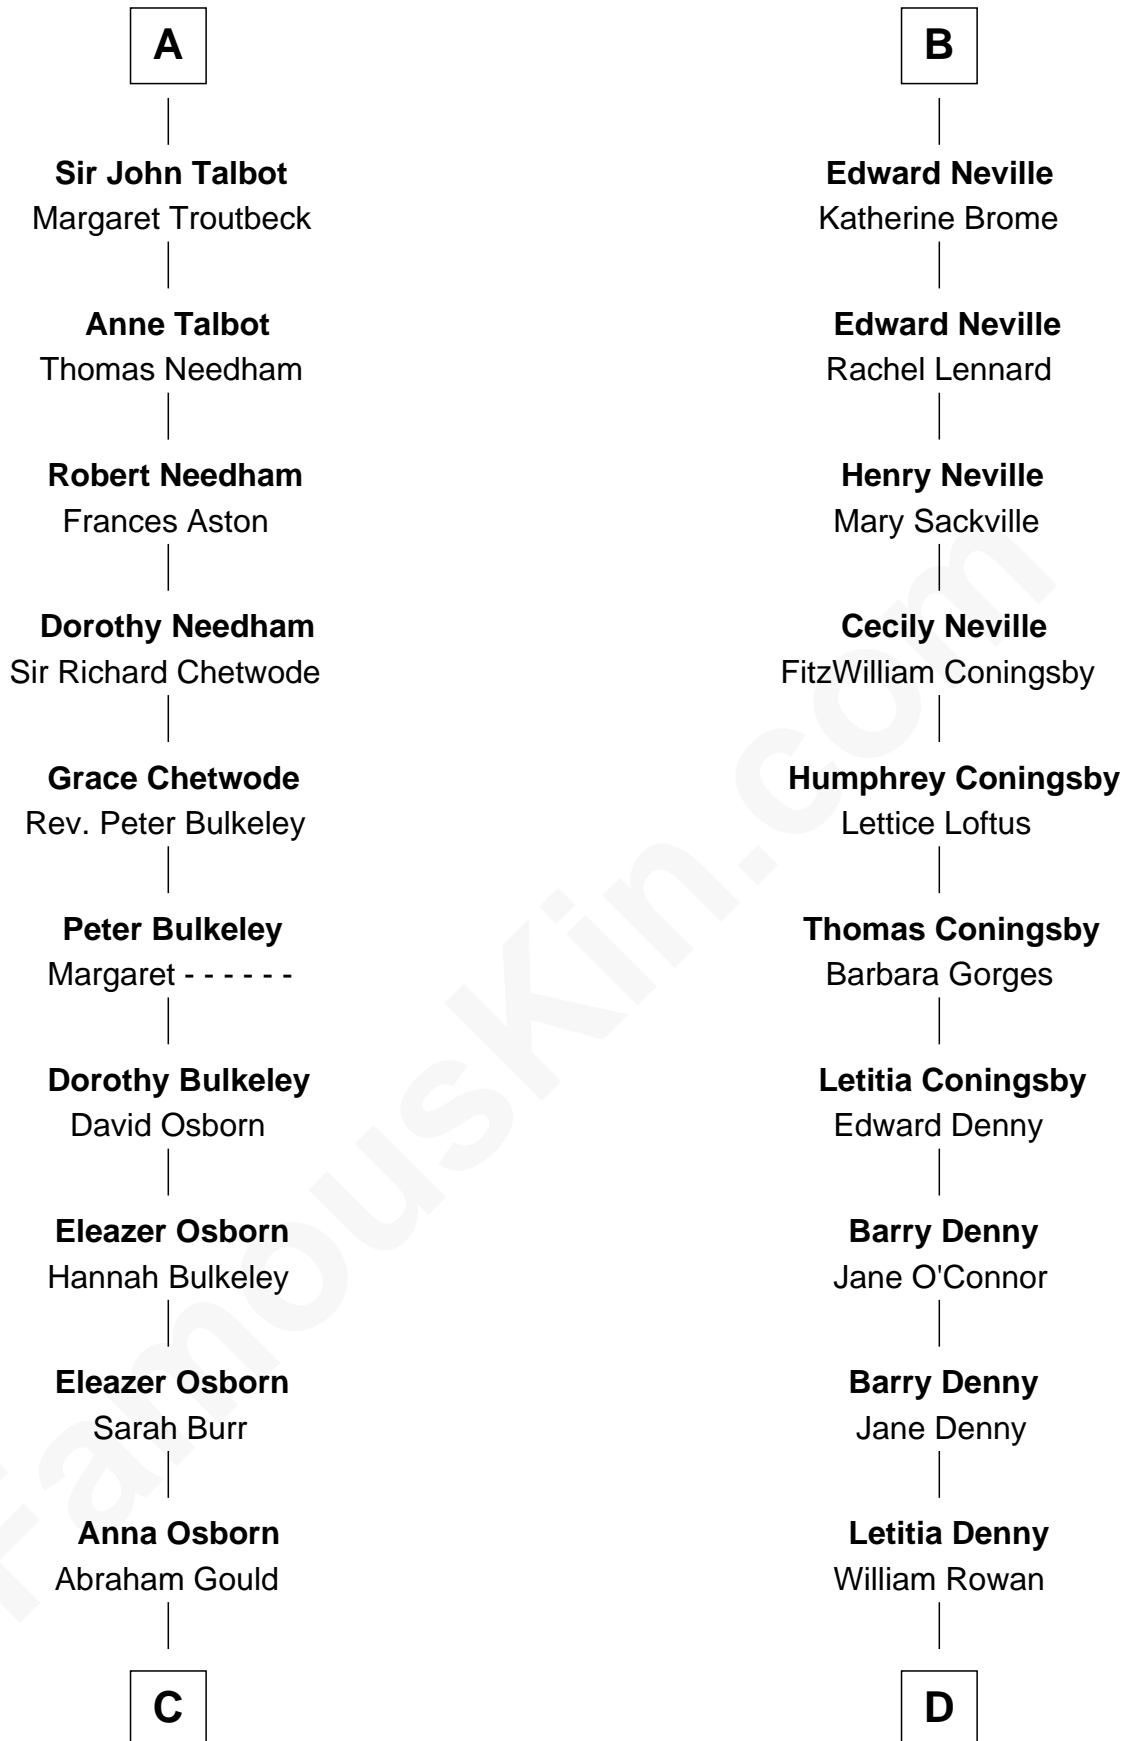 A
Sir John Talbot
Margaret Troutbeck
Anne Talbot
Thomas Needham
Robert Needham
Frances Aston
Dorothy Needham
Sir Richard Chetwode
Grace Chetwode
Rev. Peter Bulkeley
Peter Bulkeley
Margaret - - - - - -
Dorothy Bulkeley
David Osborn
Eleazer Osborn
Hannah Bulkeley
Eleazer Osborn
Sarah Burr
Anna Osborn
Abraham Gould
C
B
Edward Neville
Katherine Brome
Edward Neville
Rachel Lennard
Henry Neville
Mary Sackville
Cecily Neville
FitzWilliam Coningsby
Humphrey Coningsby
Lettice Loftus
Thomas Coningsby
Barbara Gorges
Letitia Coningsby
Edward Denny
Barry Denny
Jane O'Connor
Barry Denny
Jane Denny
Letitia Denny
William Rowan
D
FamousKin.com